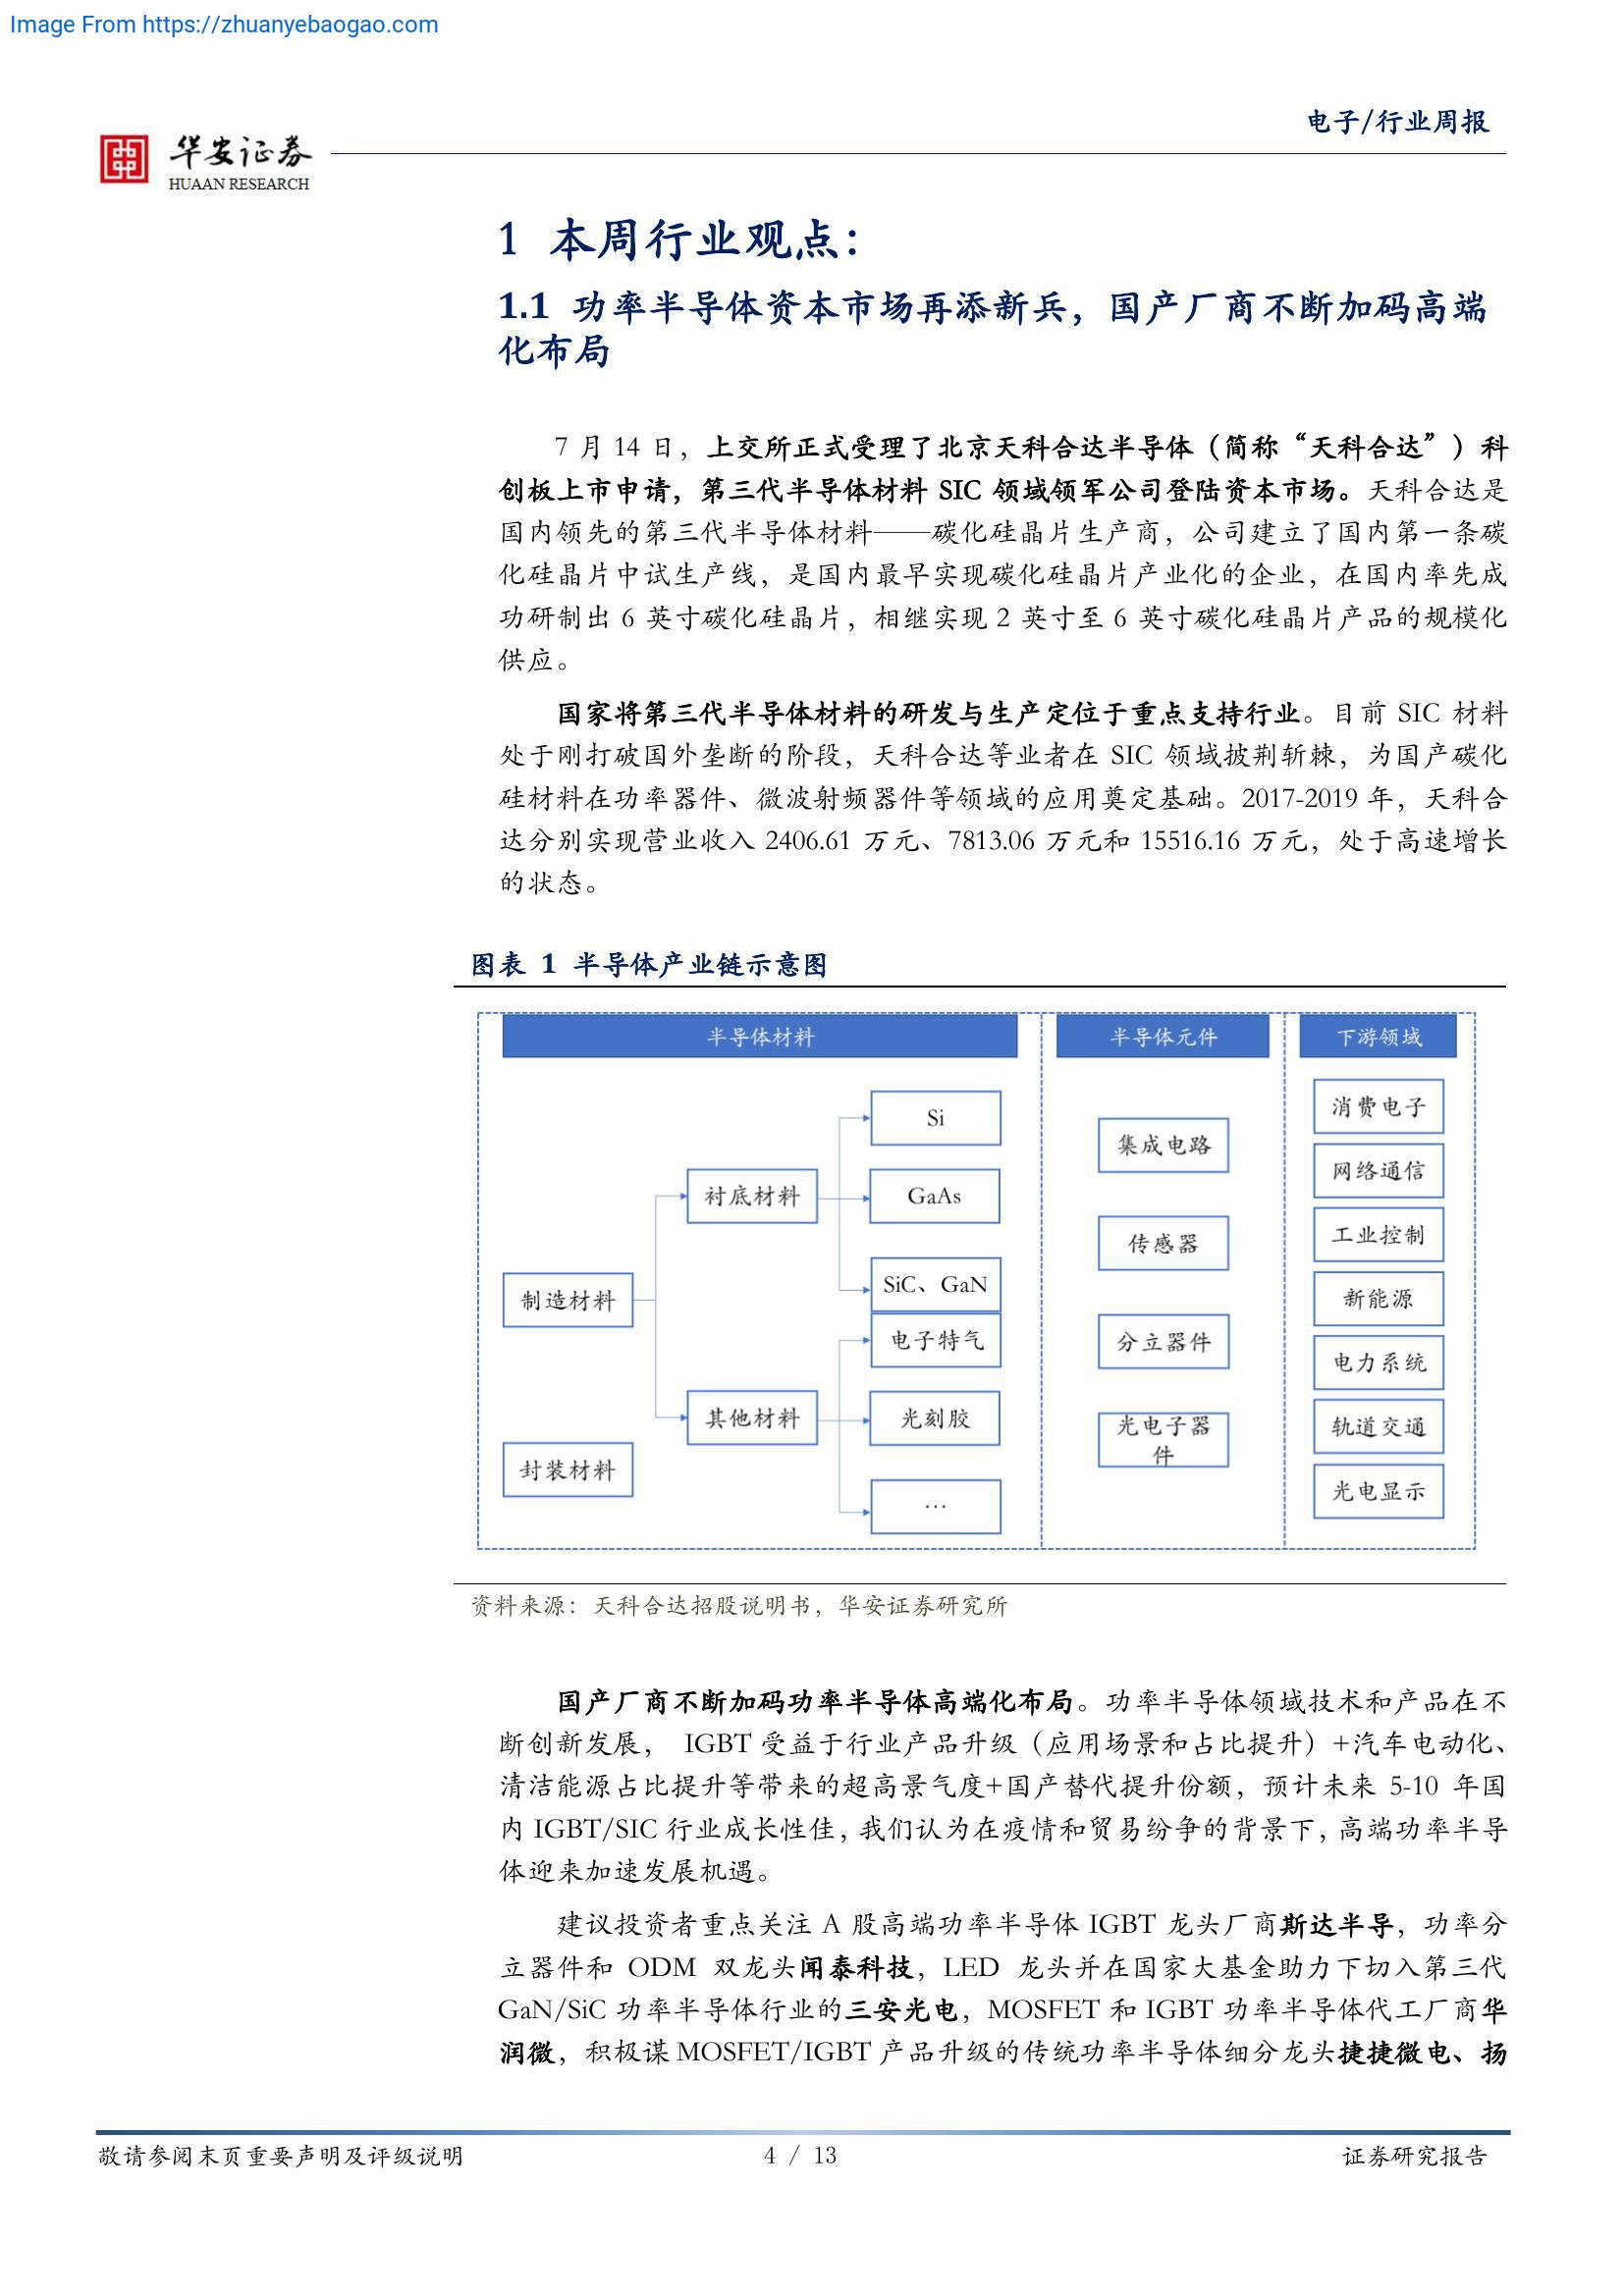 Image From https://zhuanyebaogao.com
电子/行业周报
华安证券
HUAAN RESEARCH
1 本周行业观点：
1.1 功率半导体资本市场再添新兵，国产厂商不断加码高端
化布局
7 月 14 日，上交所正式受理了北京天科合达半导体（简称“天科合达”）科
创板上市申请，第三代半导体材料 SIC 领域领军公司登陆资本市场。天科合达是
国内领先的第三代半导体材料——碳化硅晶片生产商，公司建立了国内第一条碳
化硅晶片中试生产线，是国内最早实现碳化硅晶片产业化的企业，在国内率先成
功研制出 6 英寸碳化硅晶片，相继实现 2 英寸至 6 英寸碳化硅晶片产品的规模化
供应。
国家将第三代半导体材料的研发与生产定位于重点支持行业。目前 SIC 材料
处于刚打破国外垄断的阶段，天科合达等业者在 SIC 领域披荆斩棘，为国产碳化
硅材料在功率器件、微波射频器件等领域的应用奠定基础。2017-2019 年，天科合
达分别实现营业收入 2406.61 万元、7813.06 万元和 15516.16 万元，处于高速增长
的状态。
图表 1 半导体产业链示意图
半导体材料
制造材料
封装材料
衬底材料
其他材料
Si
GaAs
SiC、GaN
电子特气
光刻胶
…
半导体元件
集成电路
传感器
分立器件
光电子器
件
下游领域
消费电子
网络通信
工业控制
新能源
电力系统
轨道交通
光电显示
资料来源：天科合达招股说明书，华安证券研究所
国产厂商不断加码功率半导体高端化布局。功率半导体领域技术和产品在不
断创新发展， IGBT 受益于行业产品升级（应用场景和占比提升）+汽车电动化、
清洁能源占比提升等带来的超高景气度+国产替代提升份额，预计未来 5-10 年国
内 IGBT/SIC 行业成长性佳，我们认为在疫情和贸易纷争的背景下，高端功率半导
体迎来加速发展机遇。
建议投资者重点关注 A 股高端功率半导体 IGBT 龙头厂商斯达半导，功率分
立器件和 ODM 双龙头闻泰科技，LED 龙头并在国家大基金助力下切入第三代
GaN/SiC 功率半导体行业的三安光电，MOSFET 和 IGBT 功率半导体代工厂商华
润微，积极谋 MOSFET/IGBT 产品升级的传统功率半导体细分龙头捷捷微电、扬
敬请参阅末页重要声明及评级说明
4 / 13
证券研究报告